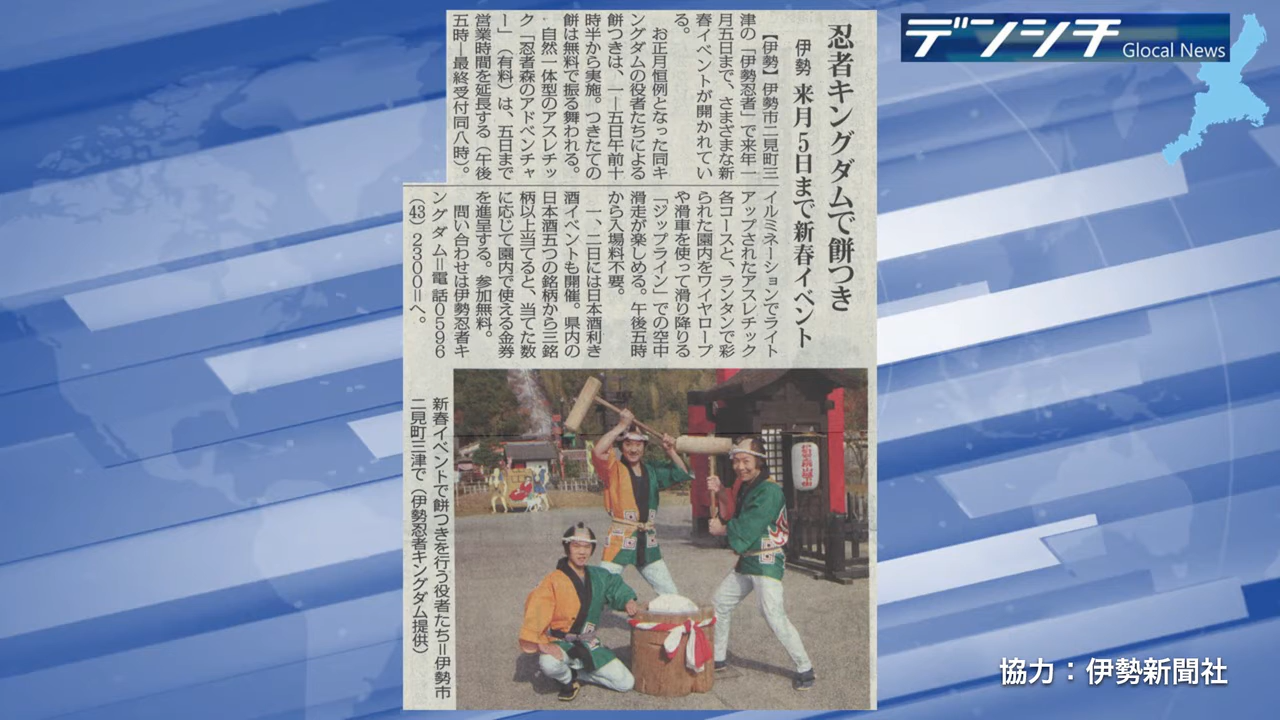 デンシチ Glocal News
忍者キングダムで餅つき
伊勢 来月5日まで新春イベント
【伊勢】伊勢市二見町三
津の「伊勢忍者」で来年一
月五日まで、さまざまな新
春イベントが開かれてい
る。
お正月恒例となった同キ
ングダムの役者たちによる
餅つきは、一―五日午前十
時半から実施。つきたての
餅は無料で振る舞われる。
自然一体型のアスレチッ
ク「忍者森のアドベンチャ
ー」（有料）は、五日まで
営業時間を延長する（午後
五時―最終受付同八時）。
イルミネーションでライト
アップされたアスレチック
各コースと、ランタンで彩
られた園内をワイヤロープ
や滑車を使って滑り降りる
「ジップライン」での空中
滑走が楽しめる。午後五時
から入場料不要。
一、二日には日本酒利き
酒イベントも開催。県内の
日本酒五つの銘柄から三銘
柄以上当てると、当てた数
に応じて園内で使える金券
を進呈する。参加無料。
問い合わせは伊勢忍者キ
ングダム＝電話0596
（43）2300＝へ。
新春イベントで餅つきを行う役者たち＝伊勢市
二見町三津で（伊勢忍者キングダム提供）
協力：伊勢新聞社